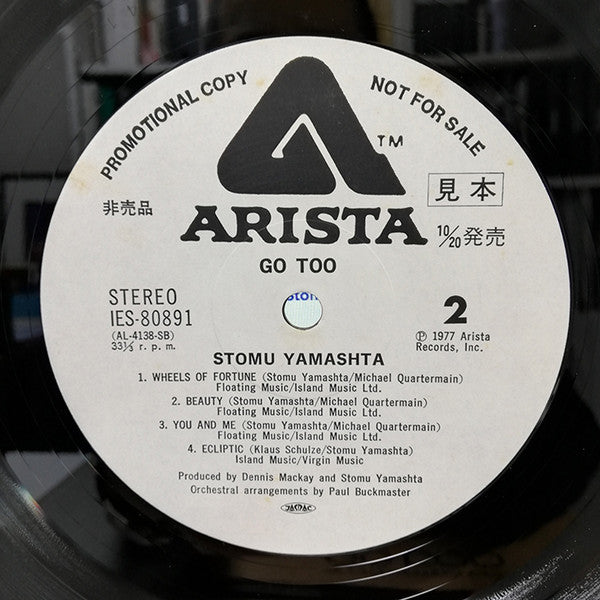 PROMOTIONAL COPY
NOT FOR SALE
TM
非売品
見本
ARISTA
10/20発売
GO TOO
STEREO
IES-80891
(AL-4138-SB)
33⅓ r. p. m.
2
Ⓟ 1977 Arista
Records, Inc.
STOMU YAMASHTA
1. WHEELS OF FORTUNE (Stomu Yamashta/Michael Quartermain)
Floating Music/Island Music Ltd.
2. BEAUTY (Stomu Yamashta/Michael Quartermain)
Floating Music/Island Music Ltd.
3. YOU AND ME (Stomu Yamashta/Michael Quartermain)
Floating Music/Island Music Ltd.
4. ECLIPTIC (Klaus Schulze/Stomu Yamashta)
Island Music/Virgin Music
Produced by Dennis Mackay and Stomu Yamashta
Orchestral arrangements by Paul Buckmaster
JASRAC